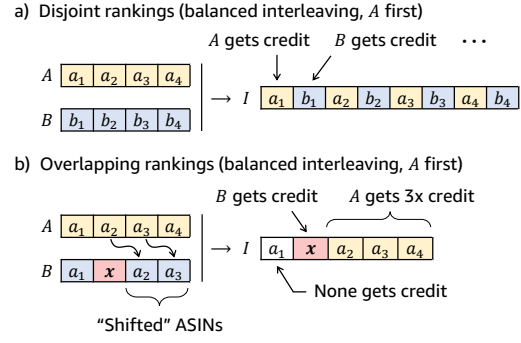 a) Disjoint rankings (balanced interleaving, A first)
A gets credit B gets credit ...
A a1 a2 a3 a4
→ I a1 b1 a2 b2 a3 b3 a4 b4
B b1 b2 b3 b4
b) Overlapping rankings (balanced interleaving, A first)
B gets credit A gets 3x credit
A a1 a2 a3 a4
→ I a1 x a2 a3 a4
B a1 x a2 a3
None gets credit
"Shifted" ASINs